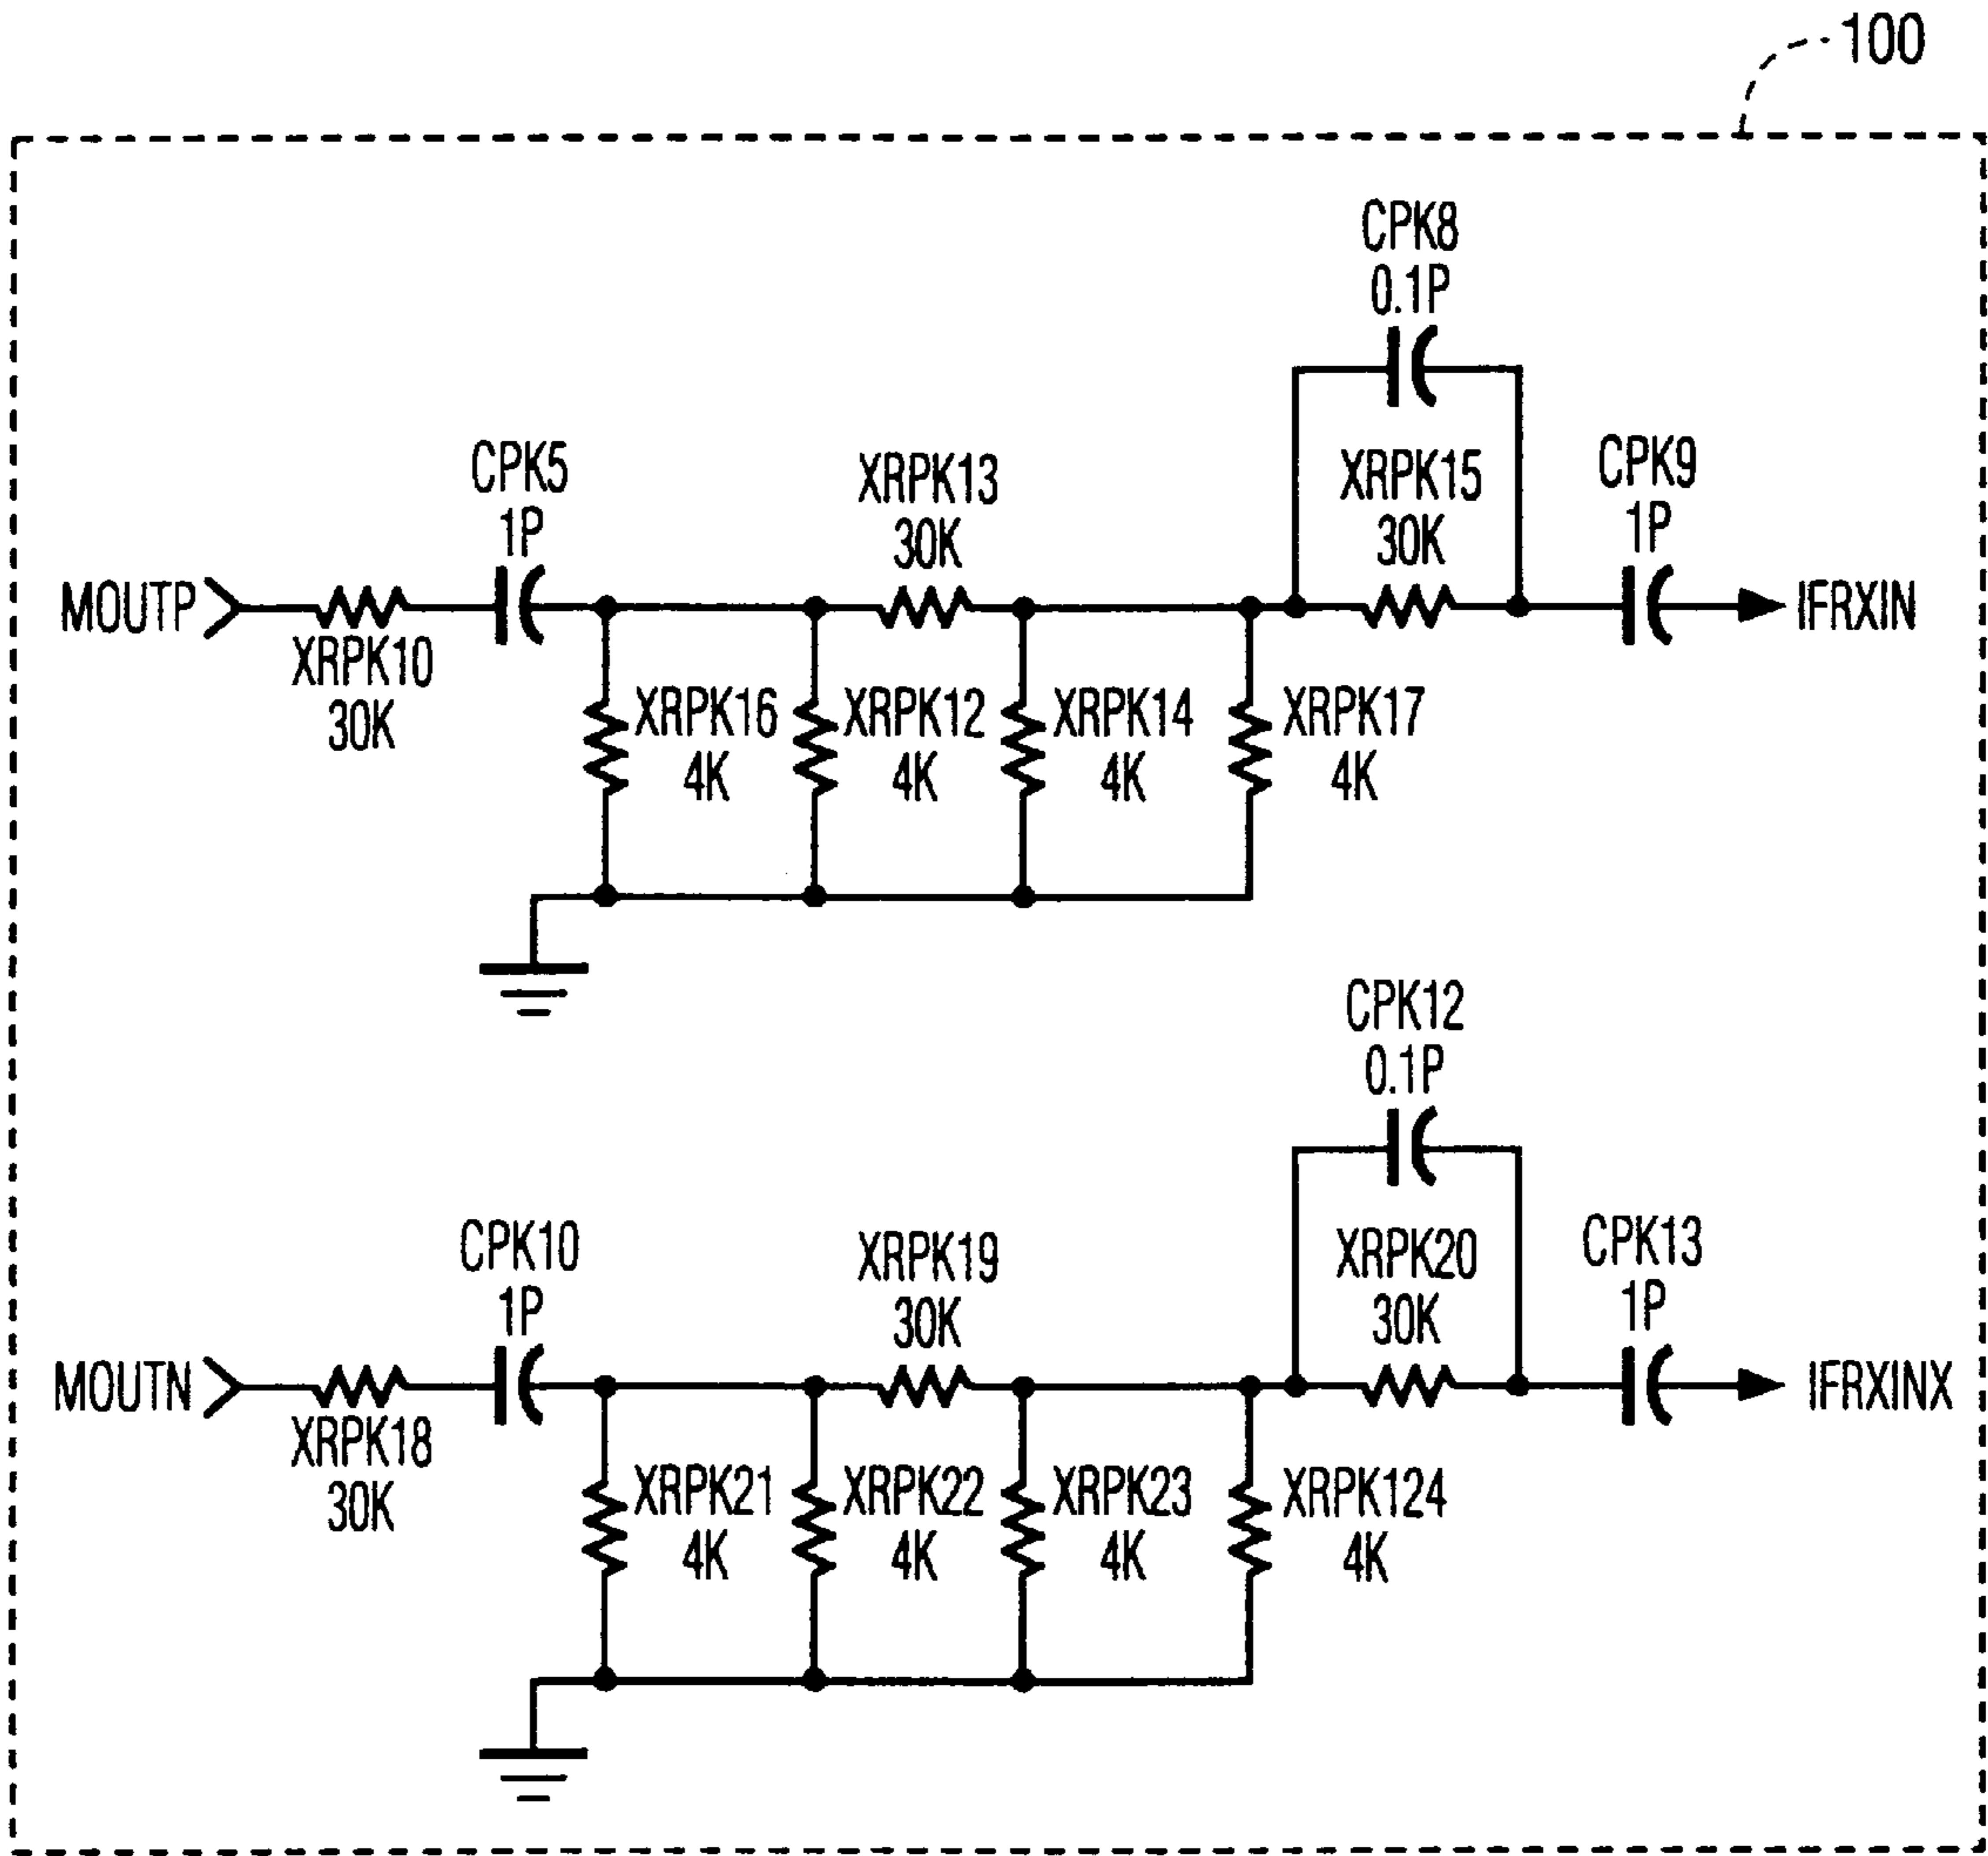 100
CPK8
0.1P
CPK5
1P
XRPK13
30K
XRPK15
30K
CPK9
1P
MOUTP
IFRXIN
XRPK10
30K
XRPK16
4K
XRPK12
4K
XRPK14
4K
XRPK17
4K
CPK12
0.1P
CPK10
1P
XRPK19
30K
XRPK20
30K
CPK13
1P
MOUTN
IFRXINX
XRPK18
30K
XRPK21
4K
XRPK22
4K
XRPK23
4K
XRPK124
4K